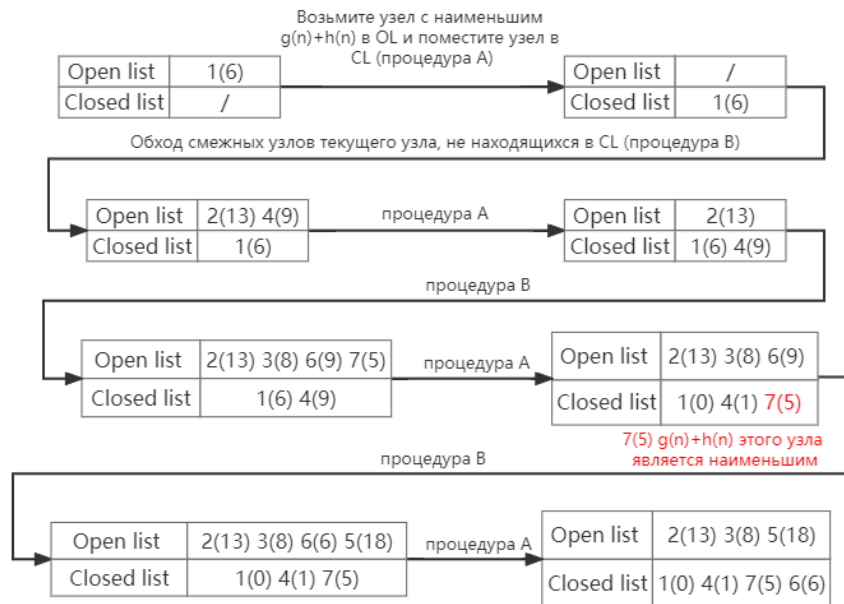 Возьмите узел с наименьшим
g(n)+h(n) в OL и поместите узел в
CL (процедура A)
Open list 1(6)
Closed list /
Open list /
Closed list 1(6)
Обход смежных узлов текущего узла, не находящихся в CL (процедура B)
Open list 2(13) 4(9)
Closed list 1(6)
процедура A
Open list 2(13)
Closed list 1(6) 4(9)
процедура B
Open list 2(13) 3(8) 6(9) 7(5)
Closed list 1(6) 4(9)
процедура A
Open list 2(13) 3(8) 6(9)
Closed list 1(0) 4(1) 7(5)
7(5) g(n)+h(n) этого узла
является наименьшим
процедура B
Open list 2(13) 3(8) 6(6) 5(18)
Closed list 1(0) 4(1) 7(5)
процедура A
Open list 2(13) 3(8) 5(18)
Closed list 1(0) 4(1) 7(5) 6(6)